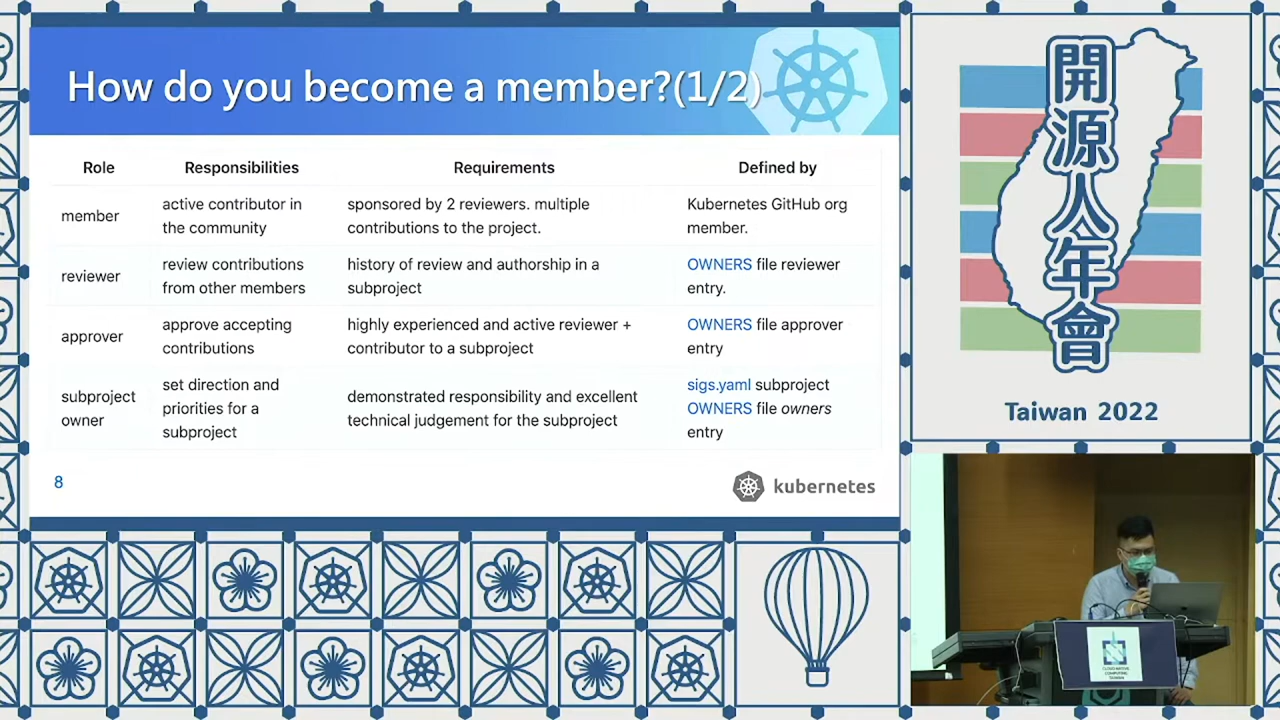 How do you become a member?(1/2)
Role Responsibilities Requirements Defined by
member
active contributor in
the community
sponsored by 2 reviewers. multiple
contributions to the project.
Kubernetes GitHub org
member.
reviewer
review contributions
from other members
history of review and authorship in a
subproject
OWNERS file reviewer
entry.
approver
approve accepting
contributions
highly experienced and active reviewer +
contributor to a subproject
OWNERS file approver
entry
subproject
owner
set direction and
priorities for a
subproject
demonstrated responsibility and excellent
technical judgement for the subproject
sigs.yaml subproject
OWNERS file owners
entry
8
kubernetes
開源人年會
Taiwan 2022
CLOUD NATIVE
COMPUTING
TAIWAN